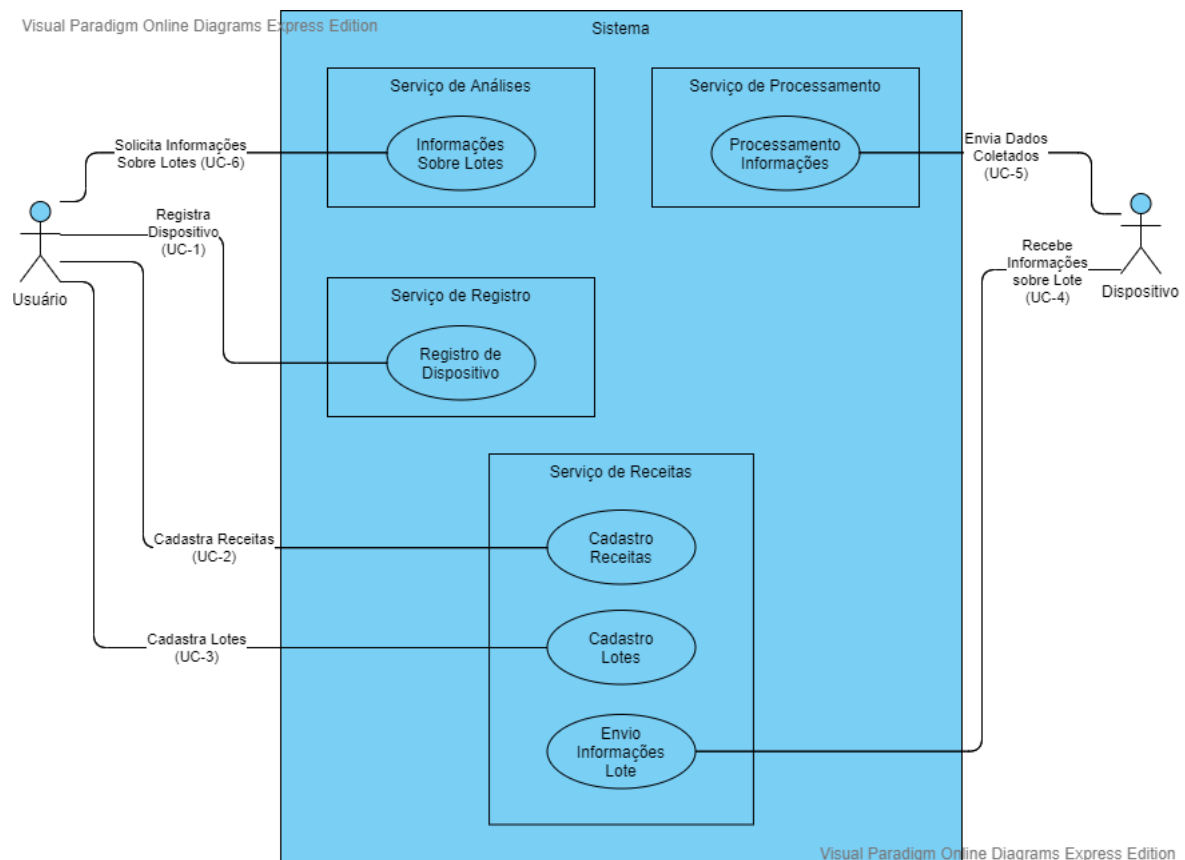 Visual Paradigm Online Diagrams Express Edition
Sistema
Serviço de Análises
Informações
Sobre Lotes
Serviço de Processamento
Processamento
Informações
Solicita Informações
Sobre Lotes (UC-6)
Envia Dados
Coletados
(UC-5)
Registra
Dispositivo
(UC-1)
Usuário
Recebe
Informações
sobre Lote
(UC-4)
Dispositivo
Serviço de Registro
Registro de
Dispositivo
Serviço de Receitas
Cadastra Receitas
(UC-2)
Cadastro
Receitas
Cadastra Lotes
(UC-3)
Cadastro
Lotes
Envio
Informações
Lote
Visual Paradigm Online Diagrams Express Edition